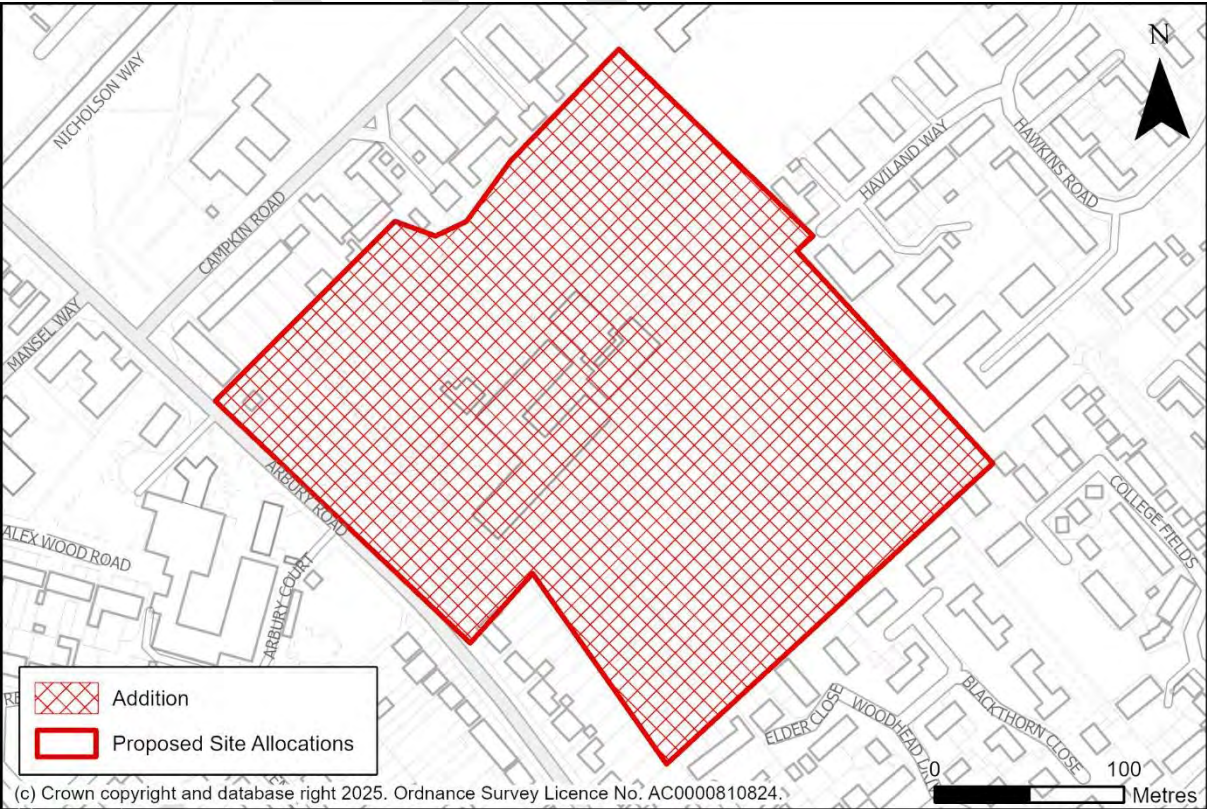 N
NICHOLSON WAY
CAMPKIN ROAD
HAVILAND WAY
HAWKINS ROAD
MANSEL WAY
ARBURY ROAD
ALEX WOOD ROAD
ARBURY COURT
COLLEGE FIELDS
ELDER CLOSE
WOODHEAD
BLACKTHORN CLOSE
Addition
Proposed Site Allocations
0 100
Metres
(c) Crown copyright and database right 2025. Ordnance Survey Licence No. AC0000810824.